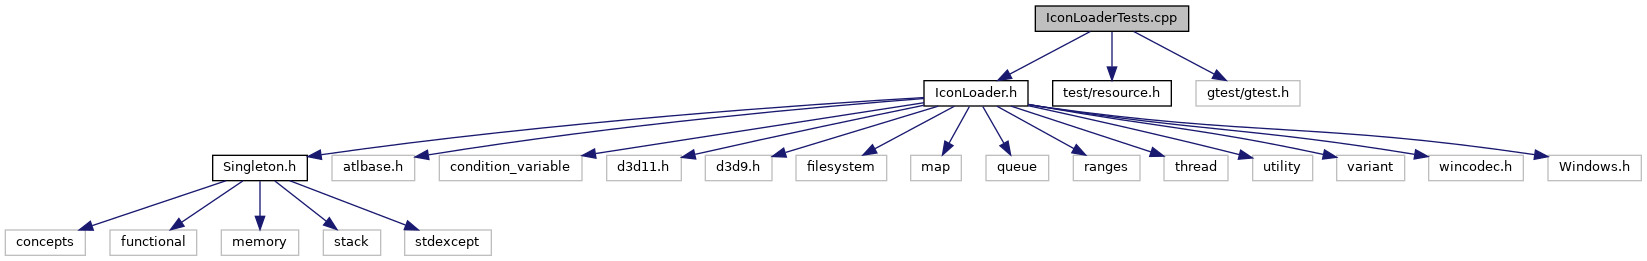 IconLoaderTests.cpp
IconLoader.h
test/resource.h
gtest/gtest.h
Singleton.h
atlbase.h
condition_variable
d3d11.h
d3d9.h
filesystem
map
queue
ranges
thread
utility
variant
wincodec.h
Windows.h
concepts
functional
memory
stack
stdexcept